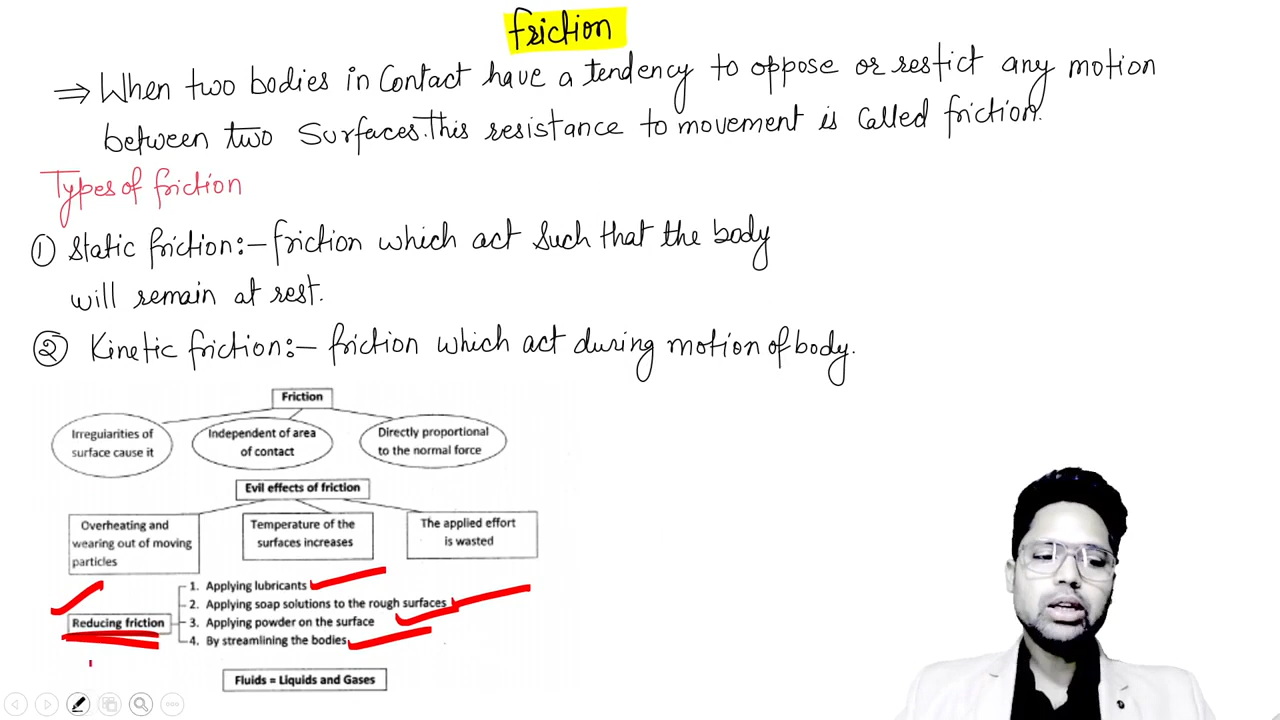 Friction
⇒ When two bodies in Contact have a tendency to oppose or restict any motion
between two Surfaces.This resistance to movement is Called friction.
Types of friction
① Static friction:– friction which act Such that the body
will remain at rest.
② Kinetic friction:– friction which act during motion of body.
Friction
Irregularities of
surface cause it
Independent of area
of contact
Directly proportional
to the normal force
Evil effects of friction
Overheating and
wearing out of moving
particles
Temperature of the
surfaces increases
The applied effort
is wasted
Reducing friction
1. Applying lubricants
2. Applying soap solutions to the rough surfaces
3. Applying powder on the surface
4. By streamlining the bodies
Fluids = Liquids and Gases